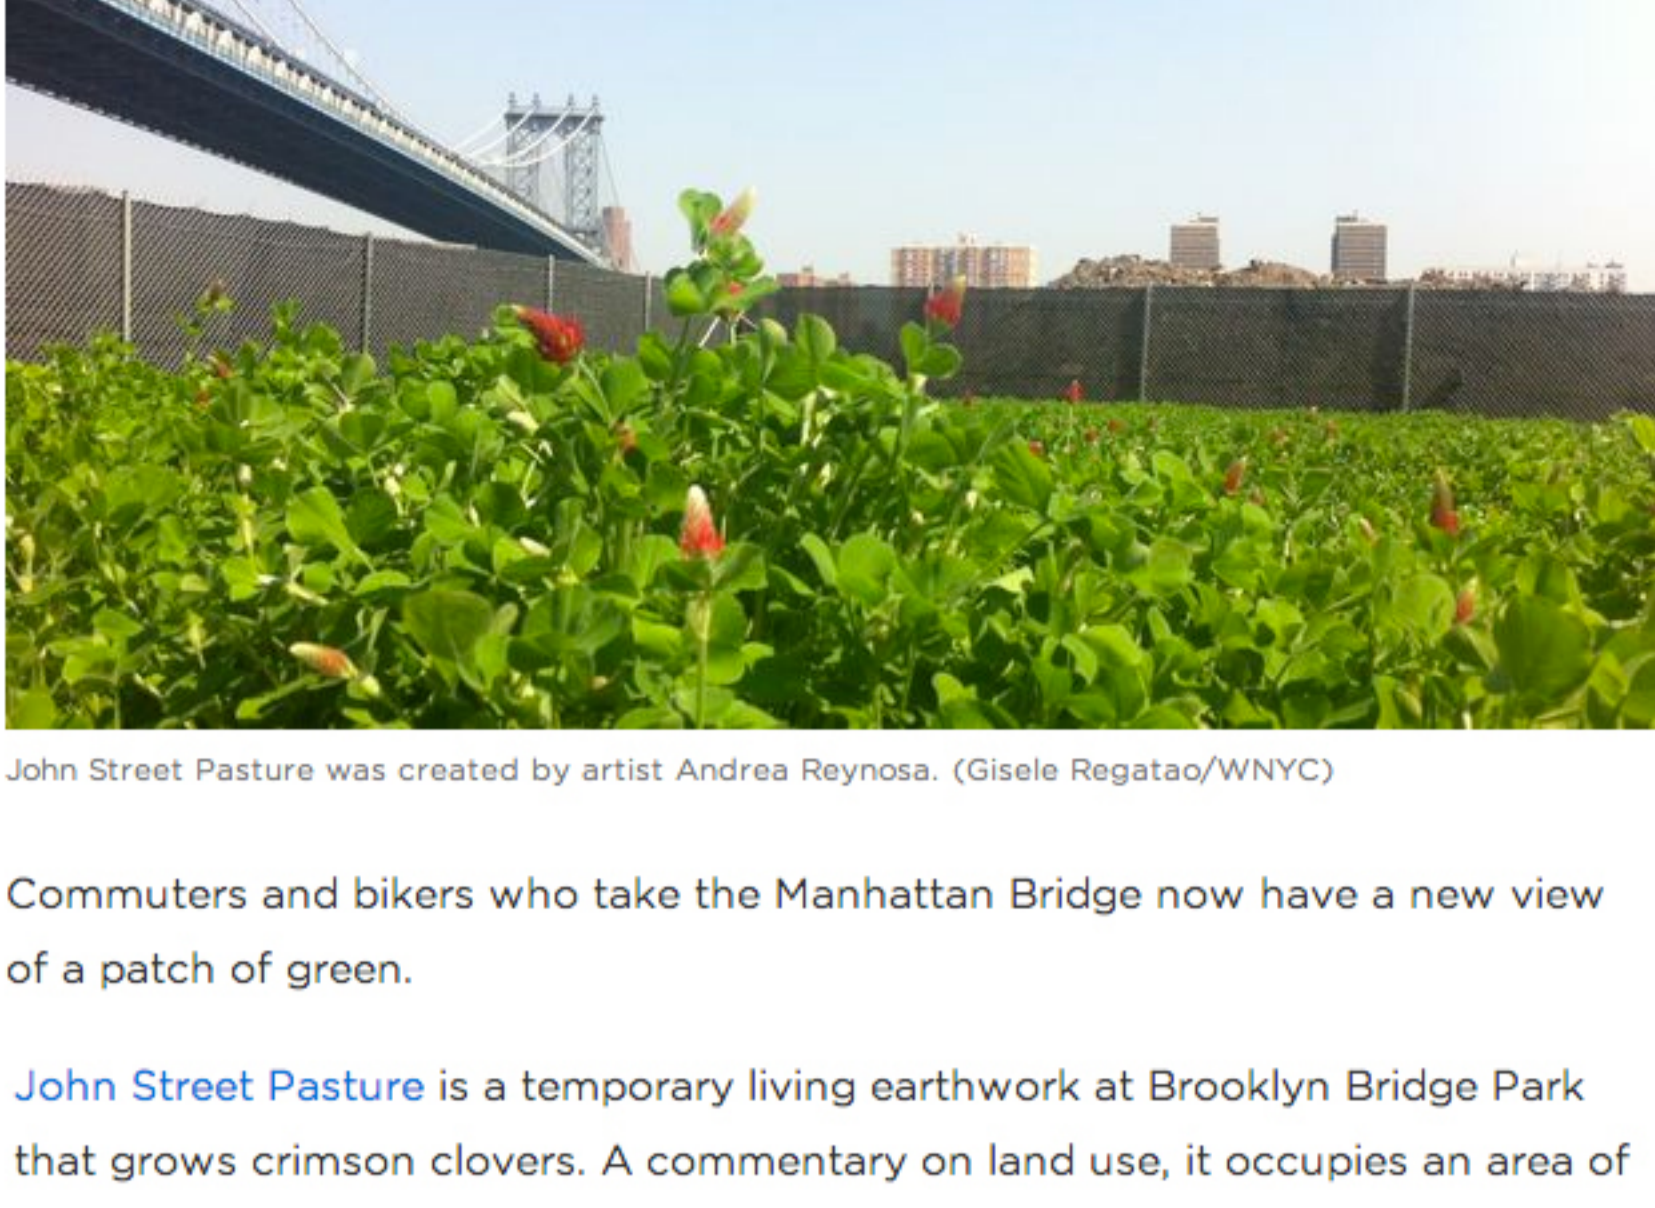 John Street Pasture was created by artist Andrea Reynosa. (Gisele Regatao/WNYC)
Commuters and bikers who take the Manhattan Bridge now have a new view
of a patch of green.
John Street Pasture is a temporary living earthwork at Brooklyn Bridge Park
that grows crimson clovers. A commentary on land use, it occupies an area of